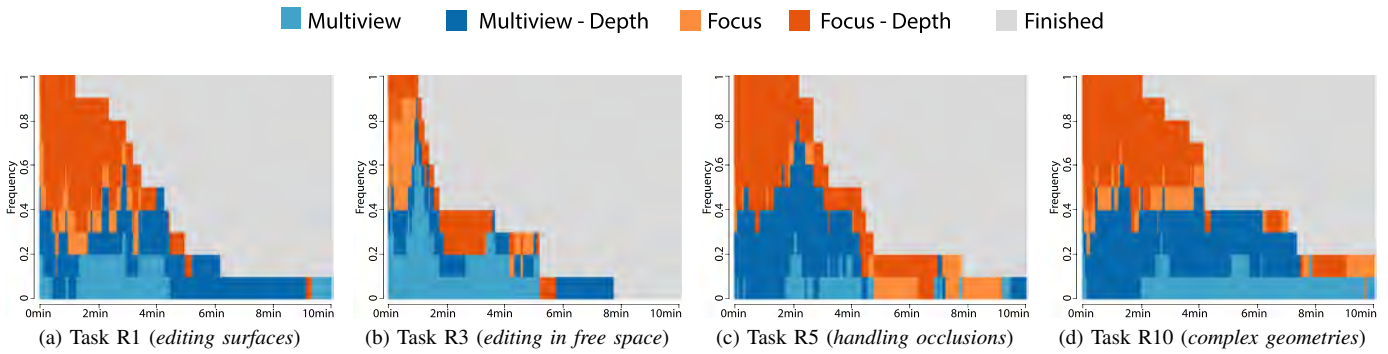 Multiview Multiview - Depth Focus Focus - Depth Finished
Frequency
0 0.2 0.4 0.6 0.8 1
0min 2min 4min 6min 8min 10min
(a) Task R1 (editing surfaces)
Frequency
0 0.2 0.4 0.6 0.8 1
0min 2min 4min 6min 8min 10min
(b) Task R3 (editing in free space)
Frequency
0 0.2 0.4 0.6 0.8 1
0min 2min 4min 6min 8min 10min
(c) Task R5 (handling occlusions)
Frequency
0 0.2 0.4 0.6 0.8 1
0min 2min 4min 6min 8min 10min
(d) Task R10 (complex geometries)